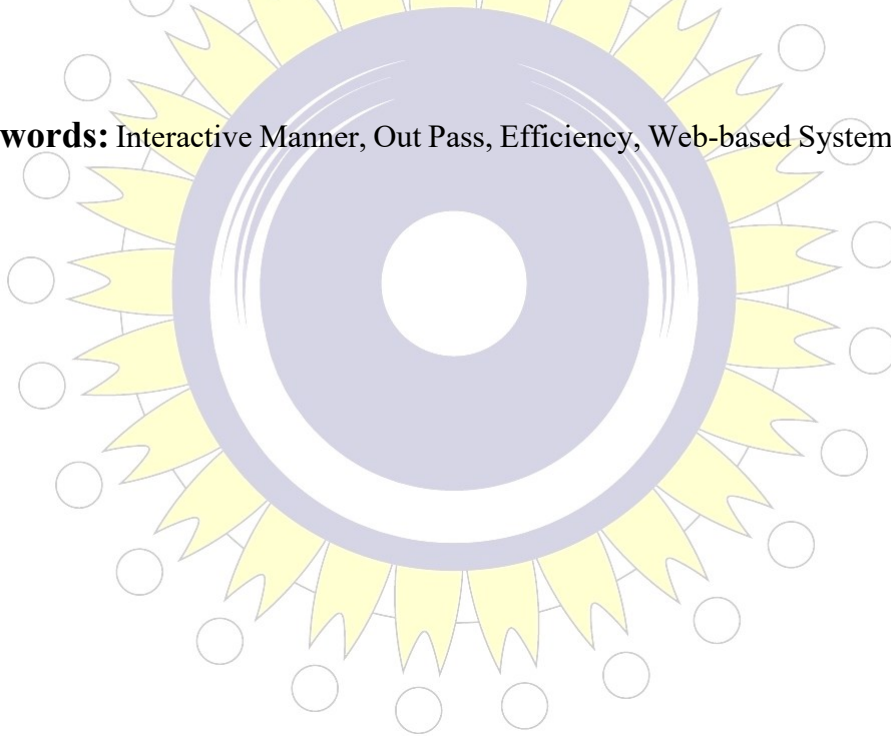 words: Interactive Manner, Out Pass, Efficiency, Web-based System